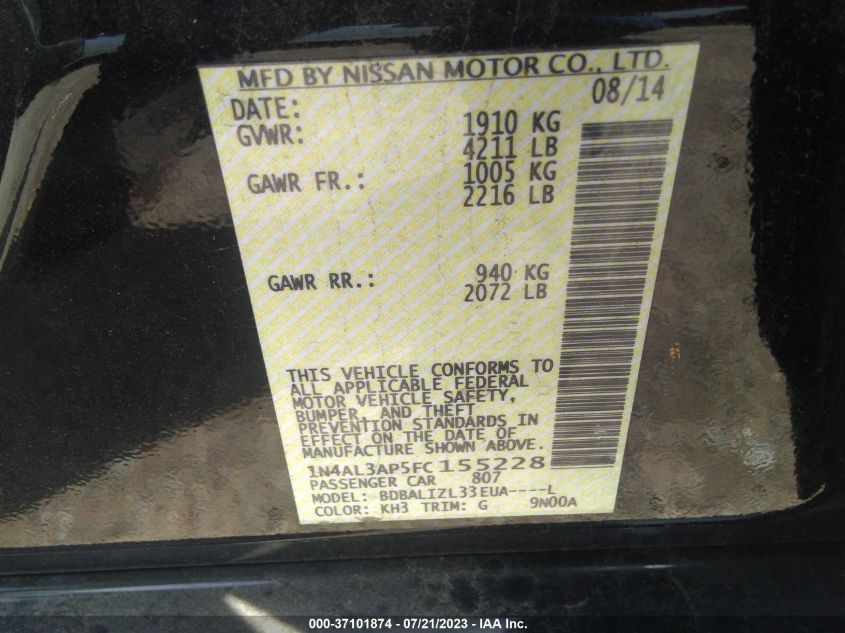 MFD BY NISSAN MOTOR CO., LTD.
DATE: 08/14
GVWR: 1910 KG
4211 LB
GAWR FR.: 1005 KG
2216 LB
GAWR RR.: 940 KG
2072 LB
THIS VEHICLE CONFORMS TO
ALL APPLICABLE FEDERAL
MOTOR VEHICLE SAFETY,
BUMPER, AND THEFT
PREVENTION STANDARDS IN
EFFECT ON THE DATE OF
MANUFACTURE SHOWN ABOVE.
1N4AL3AP5FC155228
PASSENGER CAR 807
MODEL: BDBALIZL33EUA----L
COLOR: KH3 TRIM: G 9N00A
000-37101874 / 07/21/2023 - IAA Inc.